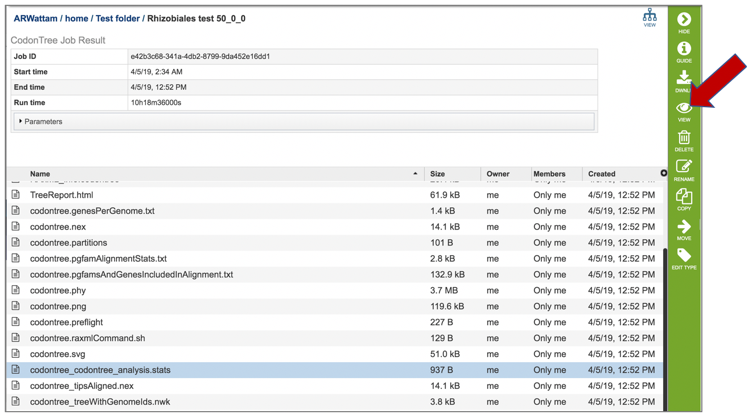 ARWattam / home / Test folder / Rhizobiales test 50_0_0
VIEW
CodonTree Job Result
Job ID e42b3c68-341a-4db2-8799-9da452e16dd1
Start time 4/5/19, 2:34 AM
End time 4/5/19, 12:52 PM
Run time 10h18m36000s
Parameters
Name Size Owner Members Created
TreeReport.html 61.9 kB me Only me 4/5/19, 12:52 PM
codontree.genesPerGenome.txt 1.4 kB me Only me 4/5/19, 12:52 PM
codontree.nex 14.1 kB me Only me 4/5/19, 12:52 PM
codontree.partitions 101 B me Only me 4/5/19, 12:52 PM
codontree.pgfamAlignmentStats.txt 2.8 kB me Only me 4/5/19, 12:52 PM
codontree.pgfamsAndGenesIncludedInAlignment.txt 132.9 kB me Only me 4/5/19, 12:52 PM
codontree.phy 3.7 MB me Only me 4/5/19, 12:52 PM
codontree.png 119.6 kB me Only me 4/5/19, 12:52 PM
codontree.preflight 227 B me Only me 4/5/19, 12:52 PM
codontree.raxmlCommand.sh 129 B me Only me 4/5/19, 12:52 PM
codontree.svg 51.0 kB me Only me 4/5/19, 12:52 PM
codontree_codontree_analysis.stats 937 B me Only me 4/5/19, 12:52 PM
codontree_tipsAligned.nex 14.1 kB me Only me 4/5/19, 12:52 PM
codontree_treeWithGenomeIds.nwk 3.8 kB me Only me 4/5/19, 12:52 PM
HIDE
GUIDE
DWNL
VIEW
DELETE
RENAME
COPY
MOVE
EDIT TYPE